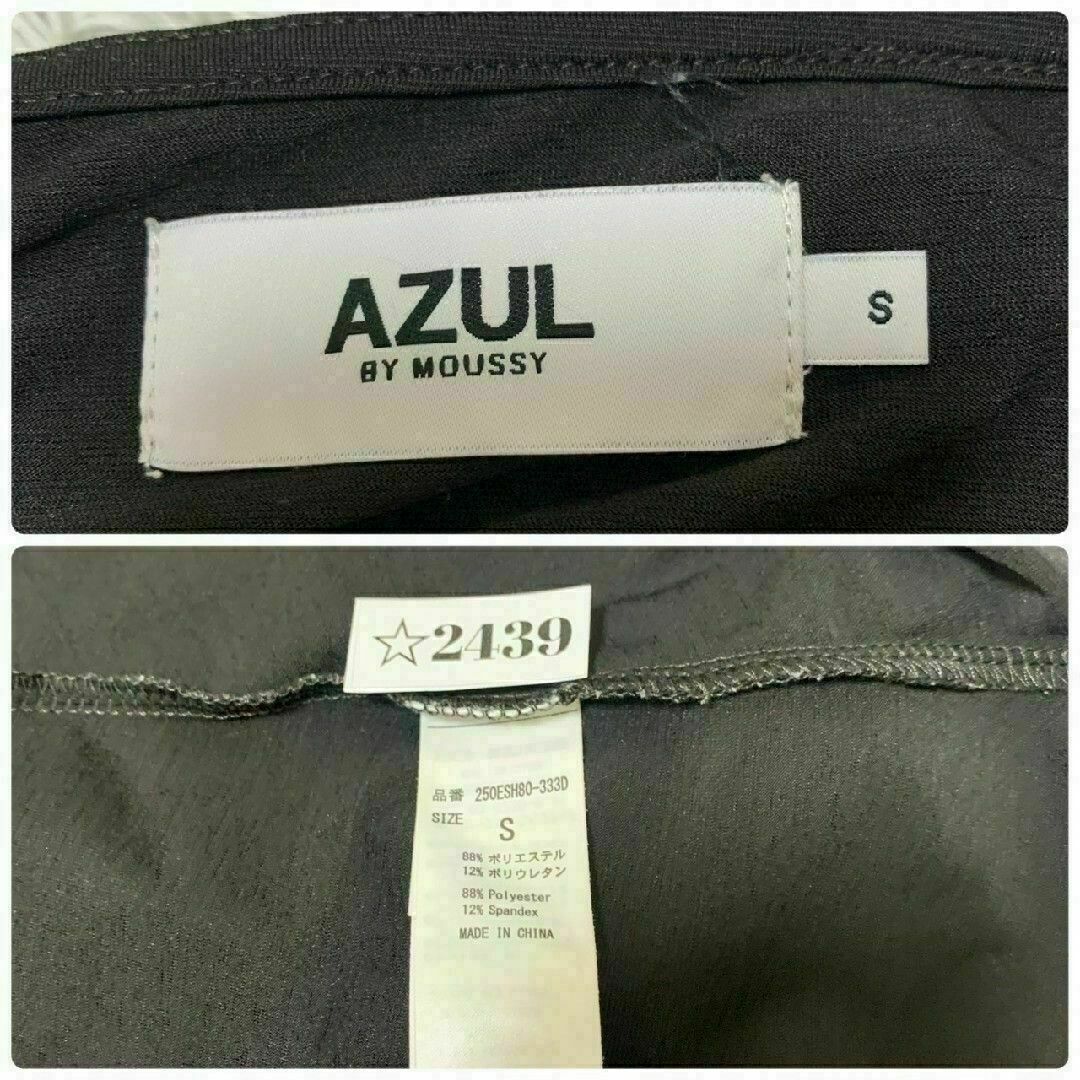 AZUL
BY MOUSSY
S
☆2439
品番 250ESH80-333D
SIZE
S
88% ポリエステル
12% ポリウレタン
88% Polyester
12% Spandex
MADE IN CHINA